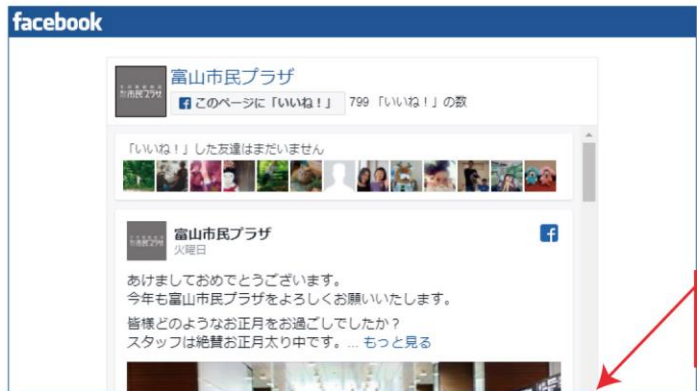 facebook
富山市民プラザ
このページに「いいね！」 799 「いいね！」の数
「いいね！」した友達はまだいません
富山市民プラザ
火曜日
あけましておめでとうございます。
今年も富山市民プラザをよろしくお願いいたします。
皆様どのようなお正月をお過ごしでしたか？
スタッフは絶賛お正月太り中です。... もっと見る